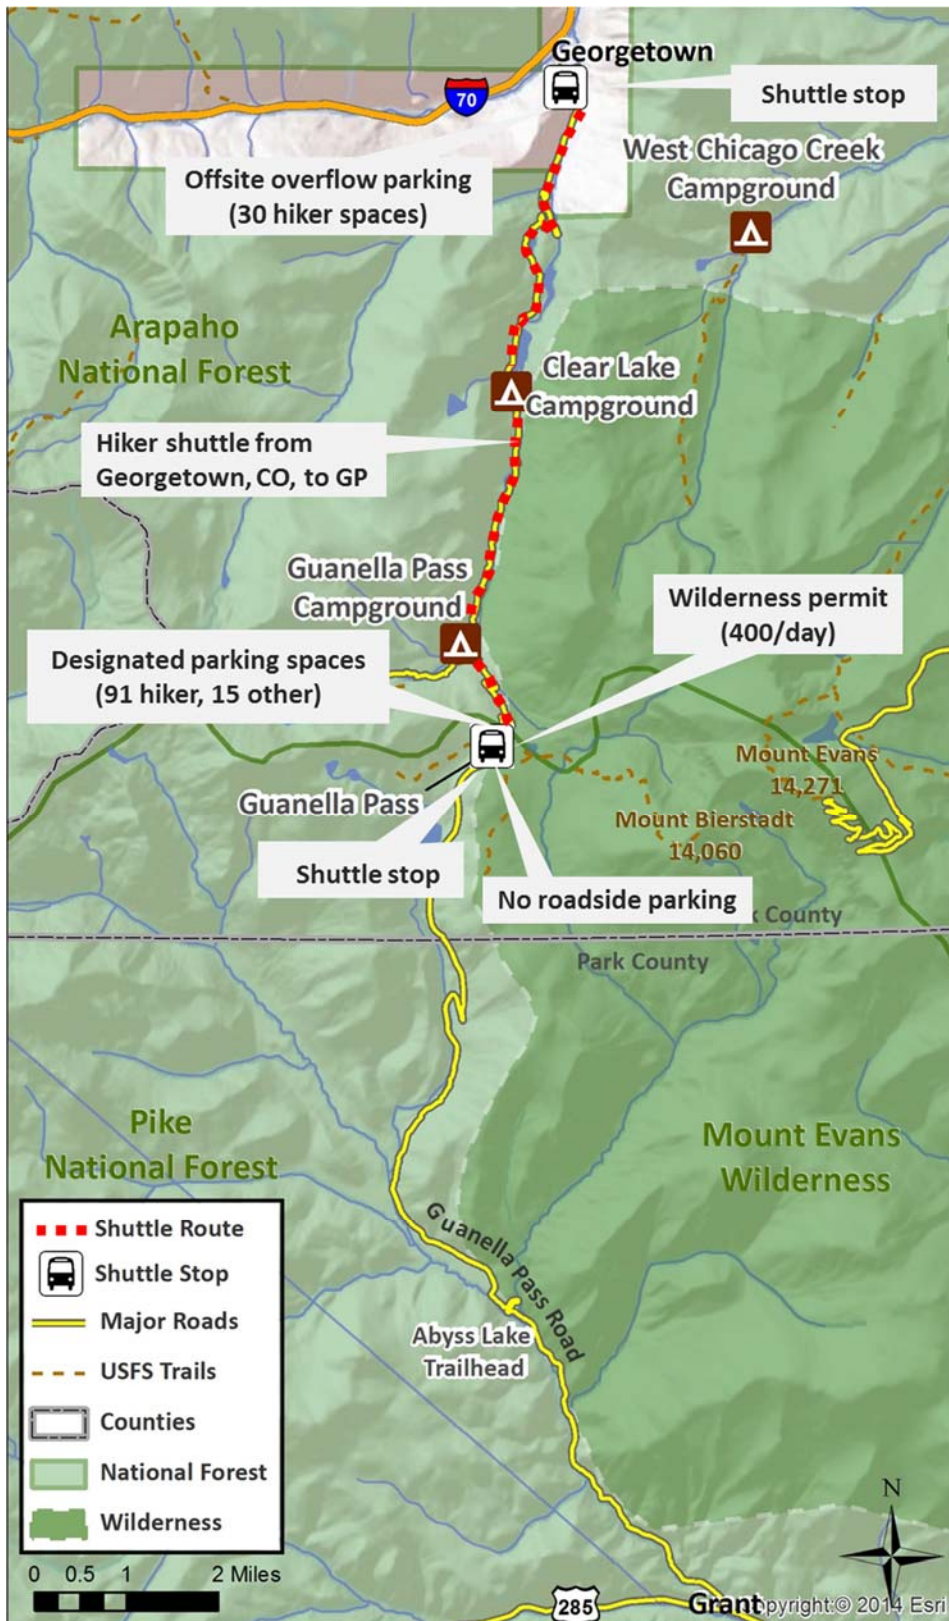 Georgetown
70
Shuttle stop
West Chicago Creek
Campground
Offsite overflow parking
(30 hiker spaces)
Arapaho
National Forest
Clear Lake
Campground
Hiker shuttle from
Georgetown, CO, to GP
Guanella Pass
Campground
Wilderness permit
(400/day)
Designated parking spaces
(91 hiker, 15 other)
Mount Evans
14,271
Guanella Pass
Mount Bierstadt
14,060
Shuttle stop
No roadside parking
k County
Park County
Pike
National Forest
Mount Evans
Wilderness
Guanella Pass Road
Abyss Lake
Trailhead
Shuttle Route
Shuttle Stop
Major Roads
USFS Trails
Counties
National Forest
Wilderness
N
0 0.5 1 2 Miles
285
Grant
opyright:© 2014 Esri